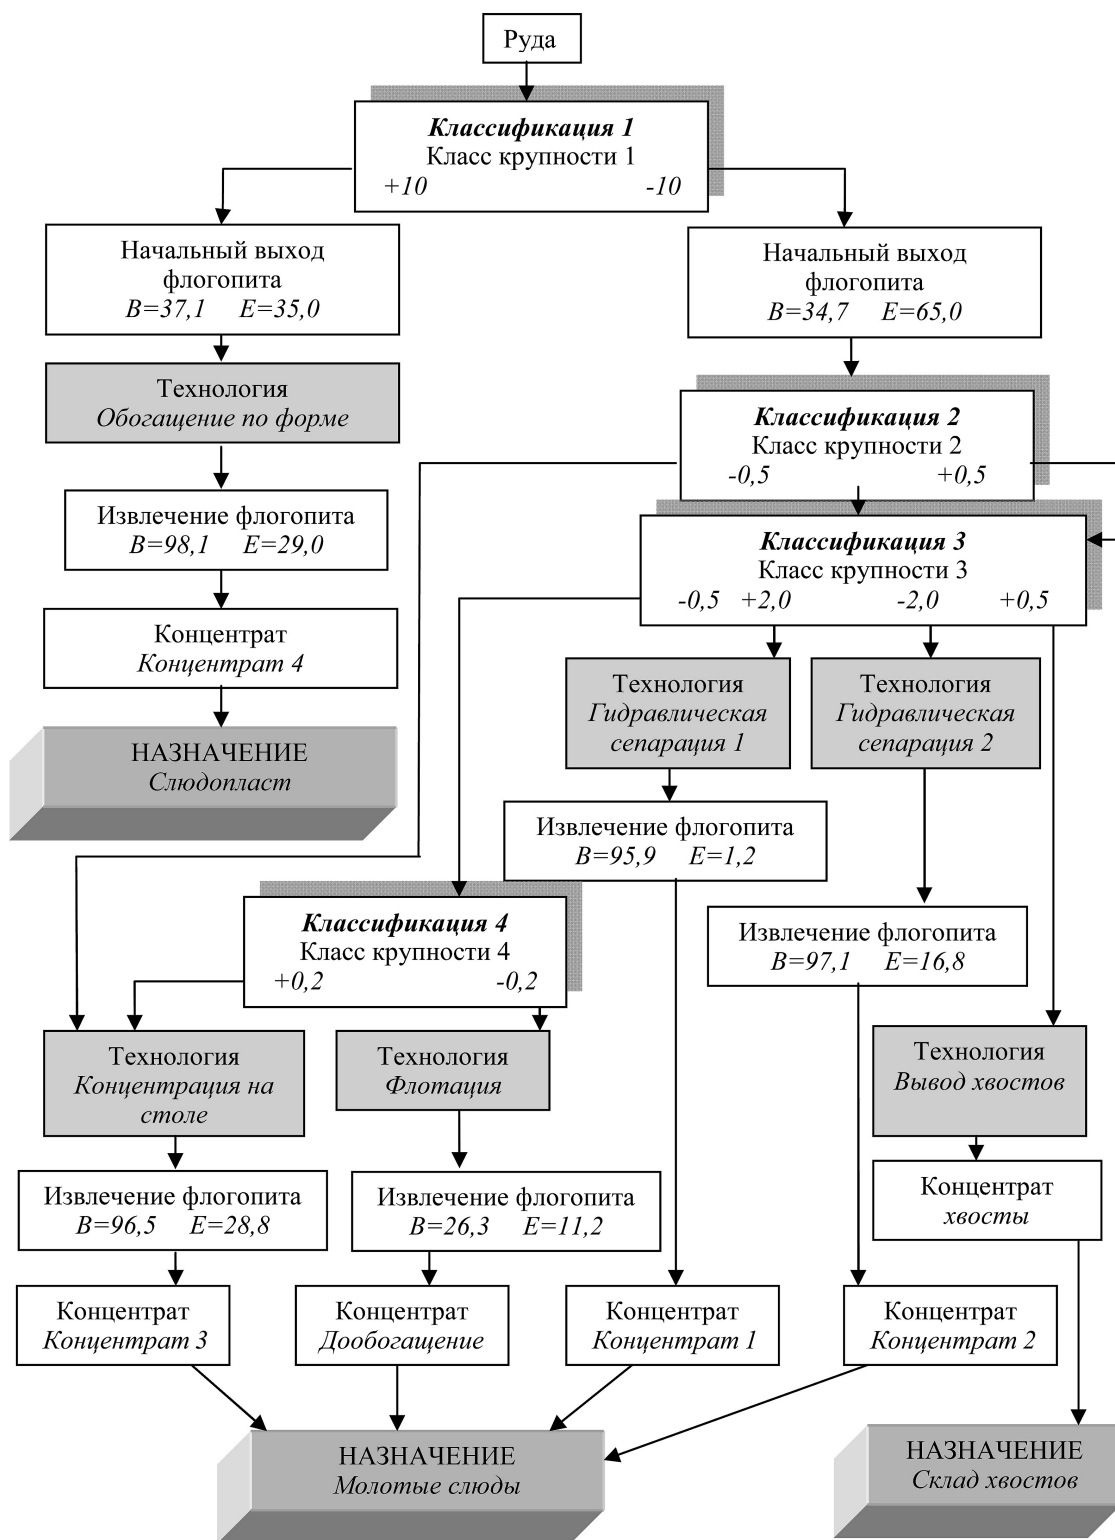 Руда
Классификация 1
Класс крупности 1
+10 -10
Начальный выход
флогопита
B=37,1 E=35,0
Начальный выход
флогопита
B=34,7 E=65,0
Технология
Обогащение по форме
Классификация 2
Класс крупности 2
-0,5 +0,5
Извлечение флогопита
B=98,1 E=29,0
Классификация 3
Класс крупности 3
-0,5 +2,0 -2,0 +0,5
Концентрат
Концентрат 4
Технология
Гидравлическая
сепарация 1
Технология
Гидравлическая
сепарация 2
НАЗНАЧЕНИЕ
Слюдопласт
Извлечение флогопита
B=95,9 E=1,2
Классификация 4
Класс крупности 4
+0,2 -0,2
Извлечение флогопита
B=97,1 E=16,8
Технология
Концентрация на
столе
Технология
Флотация
Технология
Вывод хвостов
Извлечение флогопита
B=96,5 E=28,8
Извлечение флогопита
B=26,3 E=11,2
Концентрат
хвосты
Концентрат
Концентрат 3
Концентрат
Дообогащение
Концентрат
Концентрат 1
Концентрат
Концентрат 2
НАЗНАЧЕНИЕ
Молотые слюды
НАЗНАЧЕНИЕ
Склад хвостов